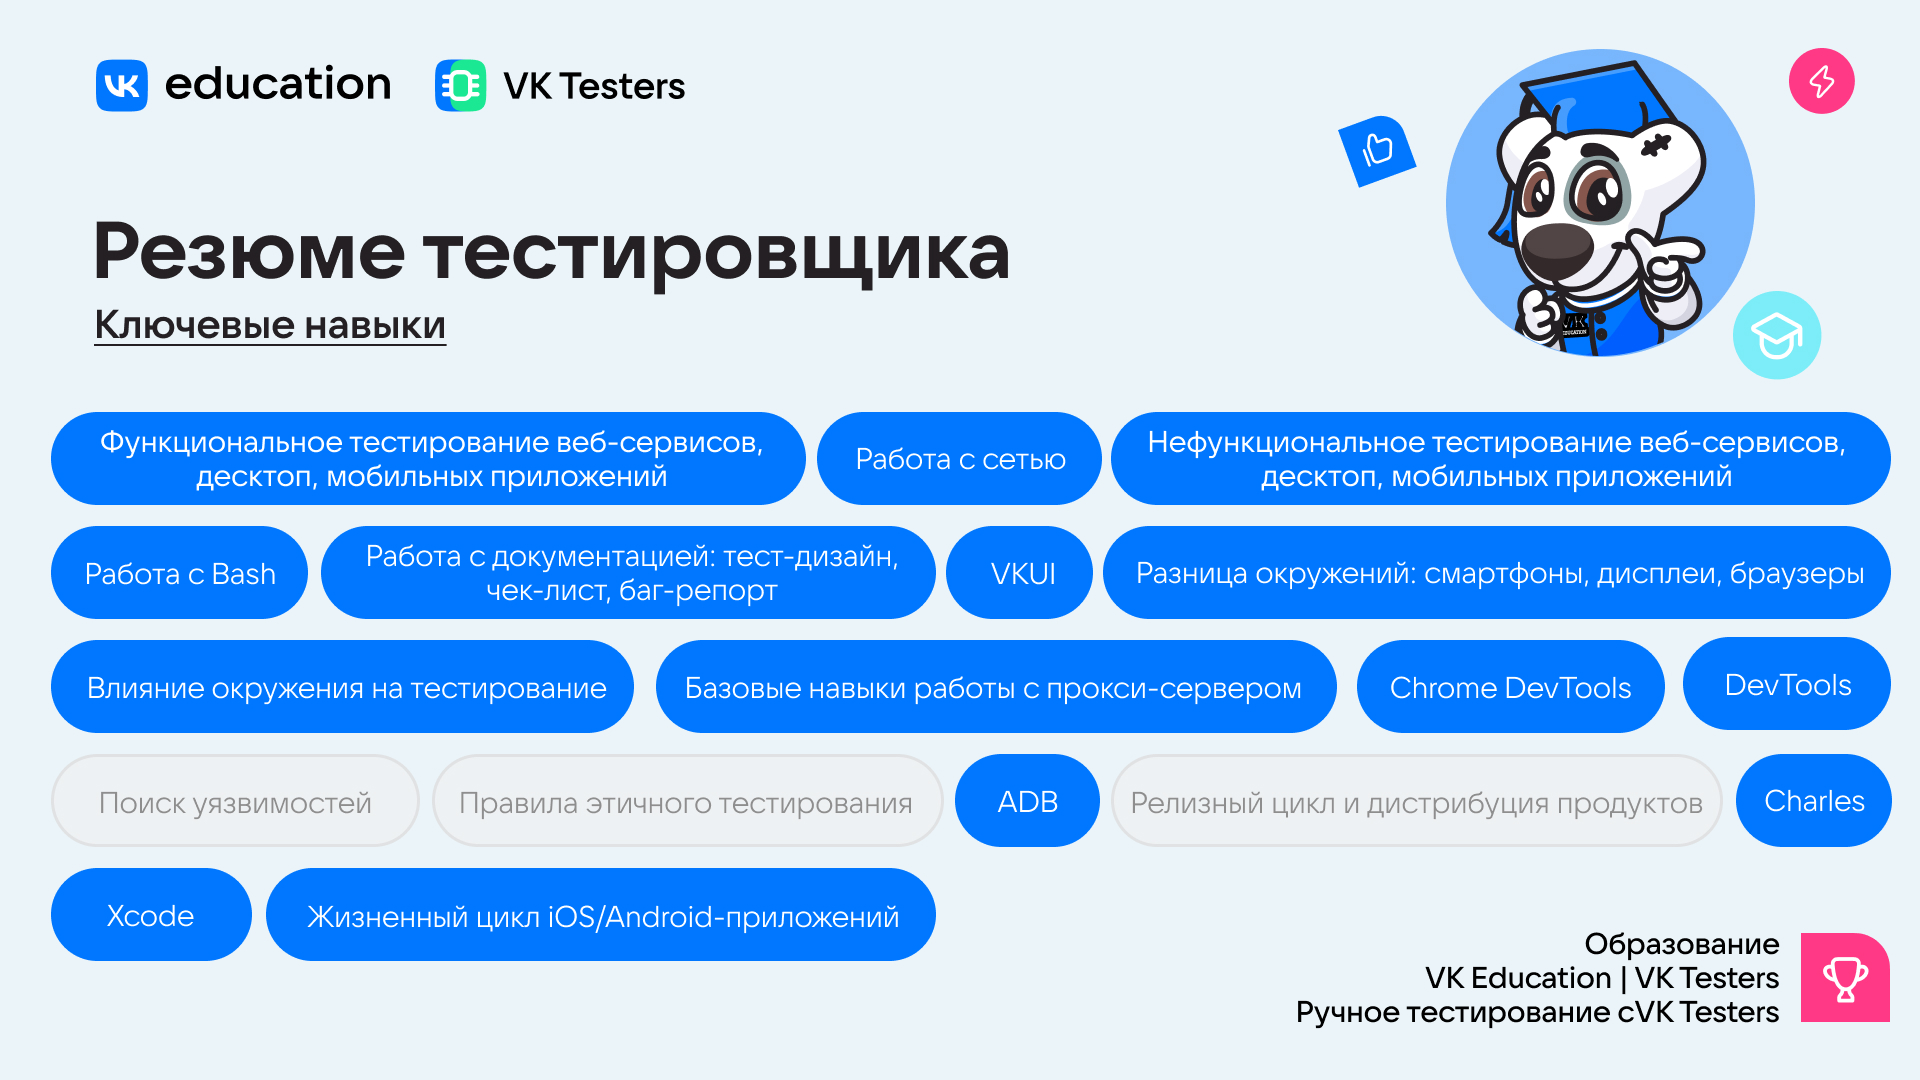 education
VK Testers
Резюме тестировщика
Ключевые навыки
Функциональное тестирование веб-сервисов,
десктоп, мобильных приложений
Работа с сетью
Нефункциональное тестирование веб-сервисов,
десктоп, мобильных приложений
Работа с Bash
Работа с документацией: тест-дизайн,
чек-лист, баг-репорт
VKUI
Разница окружений: смартфоны, дисплеи, браузеры
Влияние окружения на тестирование
Базовые навыки работы с прокси-сервером
Chrome DevTools
DevTools
Поиск уязвимостей
Правила этичного тестирования
ADB
Релизный цикл и дистрибуция продуктов
Charles
Xcode
Жизненный цикл iOS/Android-приложений
Образование
VK Education | VK Testers
Ручное тестирование сVK Testers
VK
EDUCATION